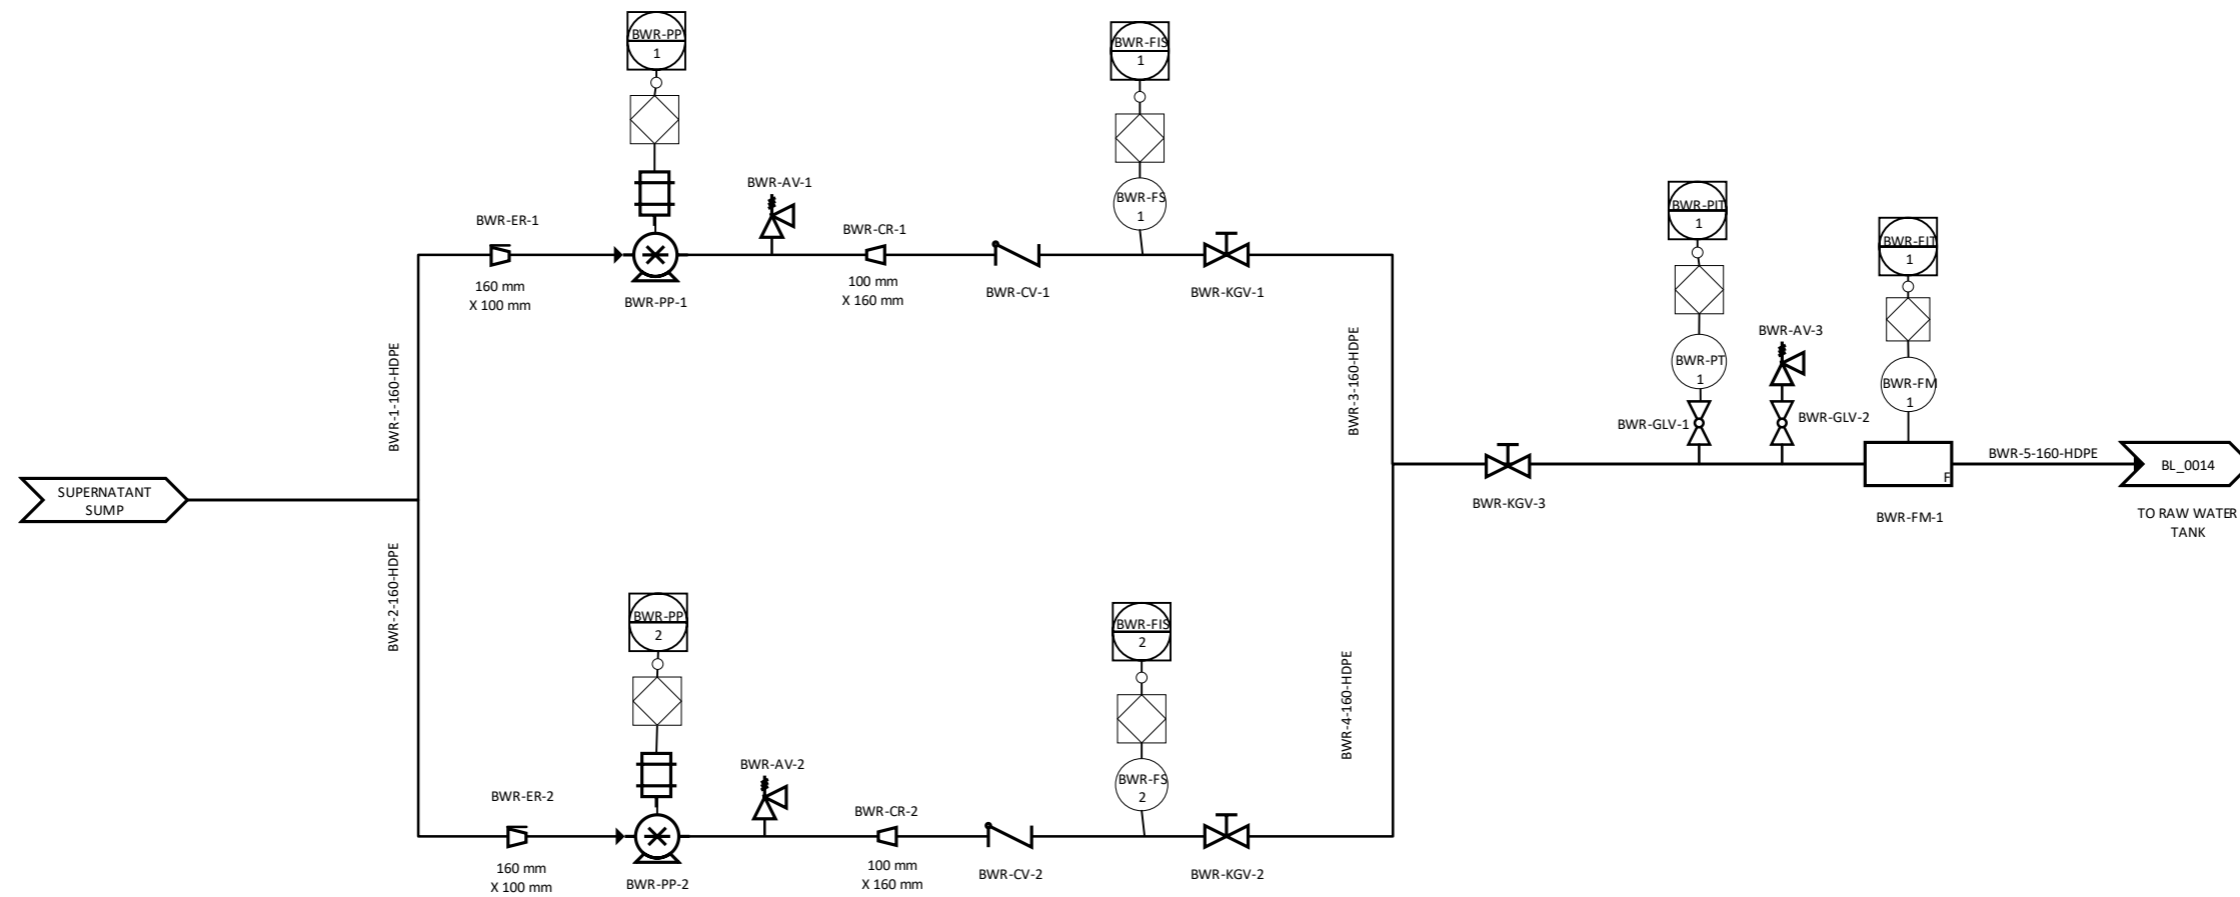 BWR-PP
1
BWR-FIS
1
BWR-AV-1
BWR-FS
1
BWR-ER-1
BWR-CR-1
160 mm
X 100 mm
BWR-PP-1
100 mm
X 160 mm
BWR-CV-1
BWR-KGV-1
BWR-PIT
1
BWR-FIT
1
BWR-AV-3
BWR-PT
1
BWR-FM
1
BWR-GLV-1
BWR-GLV-2
BWR-1-160-HDPE
BWR-3-160-HDPE
SUPERNATANT
SUMP
BWR-5-160-HDPE
BL_0014
BWR-KGV-3
F
BWR-FM-1
TO RAW WATER
TANK
BWR-2-160-HDPE
BWR-4-160-HDPE
BWR-PP
2
BWR-FIS
2
BWR-AV-2
BWR-FS
2
BWR-ER-2
BWR-CR-2
160 mm
X 100 mm
BWR-PP-2
100 mm
X 160 mm
BWR-CV-2
BWR-KGV-2